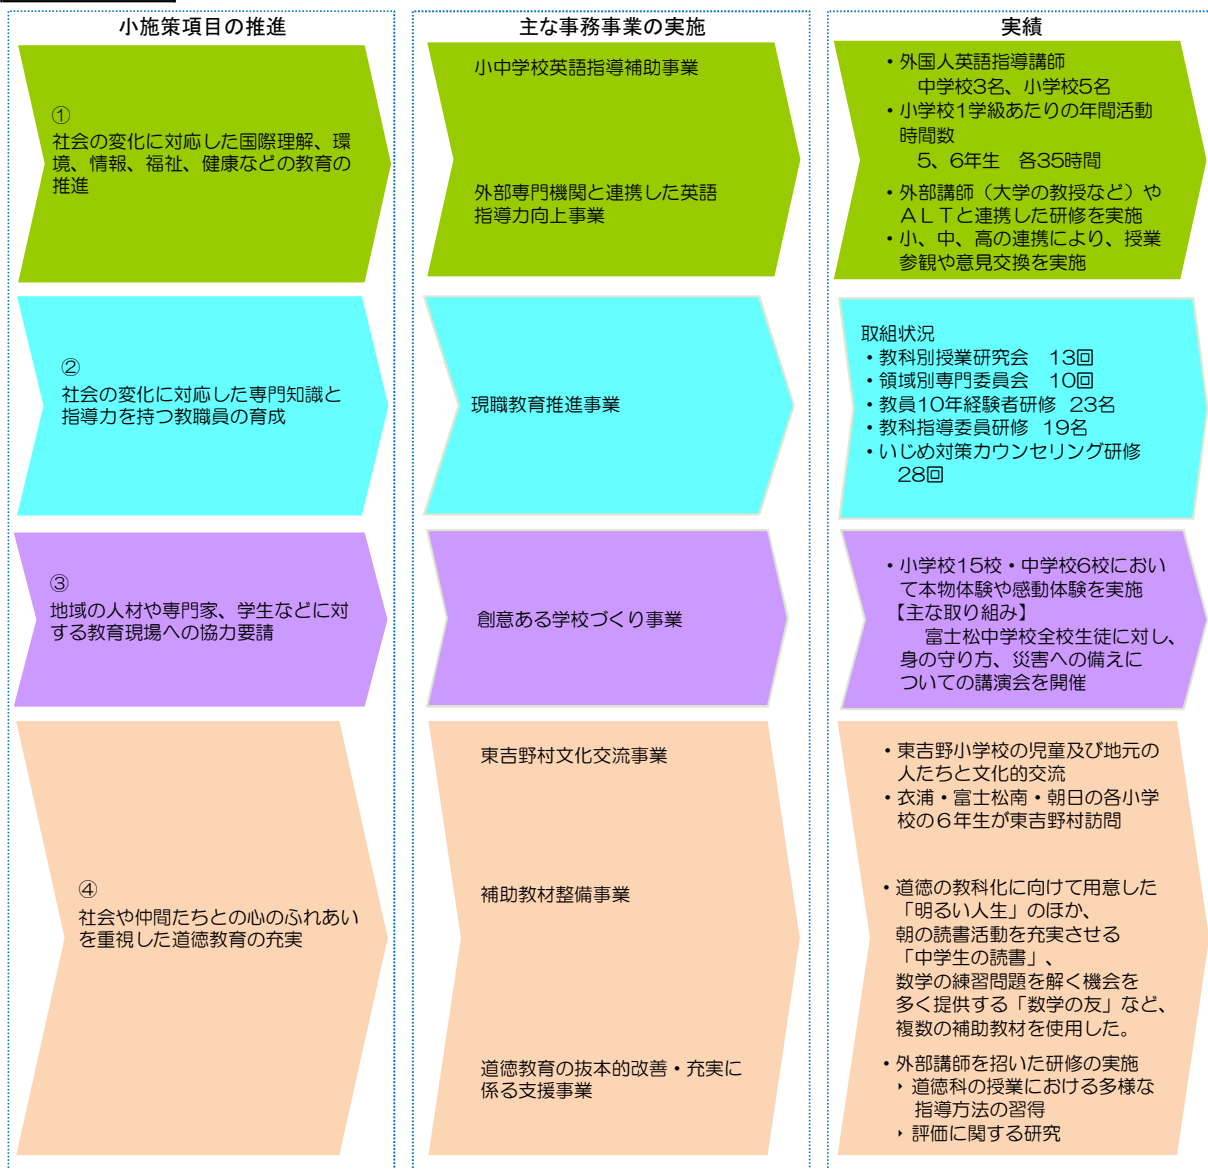 小施策項目の推進
主な事務事業の実施
実績
①
社会の変化に対応した国際理解、環
境、情報、福祉、健康などの教育の
推進
小中学校英語指導補助事業
外部専門機関と連携した英語
指導力向上事業
・外国人英語指導講師
中学校3名、小学校5名
・小学校1学級あたりの年間活動
時間数
5、6年生 各35時間
・外部講師（大学の教授など）や
ＡＬＴと連携した研修を実施
・小、中、高の連携により、授業
参観や意見交換を実施
②
社会の変化に対応した専門知識と
指導力を持つ教職員の育成
現職教育推進事業
取組状況
・教科別授業研究会 13回
・領域別専門委員会 10回
・教員10年経験者研修 23名
・教科指導委員研修 19名
・いじめ対策カウンセリング研修
28回
③
地域の人材や専門家、学生などに対
する教育現場への協力要請
創意ある学校づくり事業
・小学校15校・中学校6校におい
て本物体験や感動体験を実施
【主な取り組み】
富士松中学校全校生徒に対し、
身の守り方、災害への備えに
ついての講演会を開催
④
社会や仲間たちとの心のふれあい
を重視した道徳教育の充実
東吉野村文化交流事業
補助教材整備事業
道徳教育の抜本的改善・充実に
係る支援事業
・東吉野小学校の児童及び地元の
人たちと文化的交流
・衣浦・富士松南・朝日の各小学
校の６年生が東吉野村訪問
・道徳の教科化に向けて用意した
「明るい人生」のほか、
朝の読書活動を充実させる
「中学生の読書」、
数学の練習問題を解く機会を
多く提供する「数学の友」など、
複数の補助教材を使用した。
・外部講師を招いた研修の実施
‣ 道徳科の授業における多様な
指導方法の習得
‣ 評価に関する研究